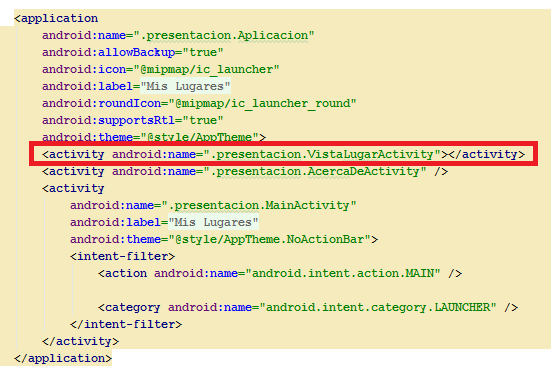 <application
android:name=".presentacion.Aplicacion"
android:allowBackup="true"
android:icon="@mipmap/ic_launcher"
android:label="Mis Lugares"
android:roundIcon="@mipmap/ic_launcher_round"
android:supportsRtl="true"
android:theme="@style/AppTheme">
<activity android:name=".presentacion.VistaLugarActivity"></activity>
<activity android:name=".presentacion.AcercaDeActivity" />
<activity
android:name=".presentacion.MainActivity"
android:label="Mis Lugares"
android:theme="@style/AppTheme.NoActionBar">
<intent-filter>
<action android:name="android.intent.action.MAIN" />
<category android:name="android.intent.category.LAUNCHER" />
</intent-filter>
</activity>
</application>